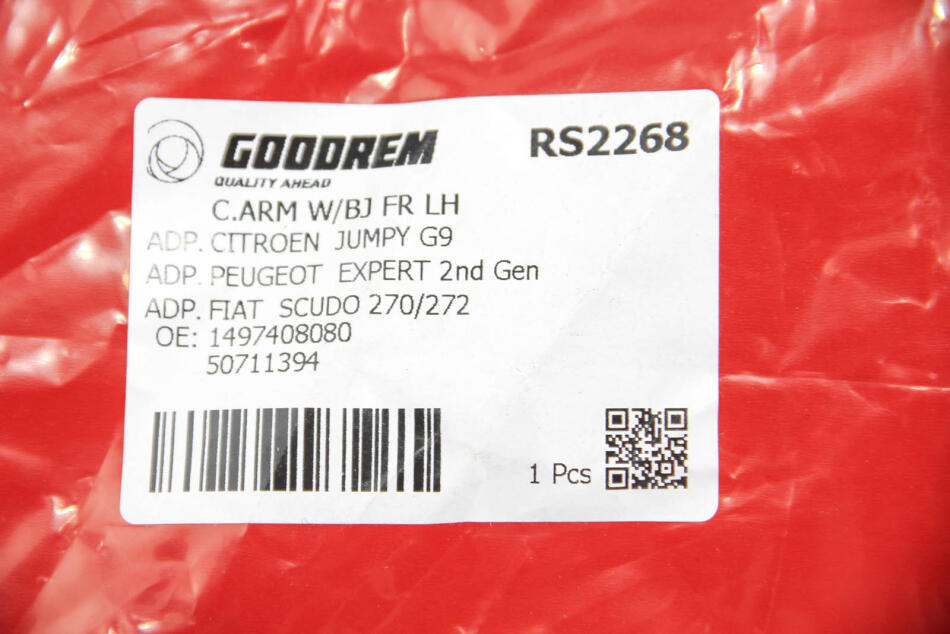 GOODREM
QUALITY AHEAD
RS2268
C.ARM W/BJ FR LH
ADP. CITROEN JUMPY G9
ADP. PEUGEOT EXPERT 2nd Gen
ADP. FIAT SCUDO 270/272
OE: 1497408080
50711394
1 Pcs